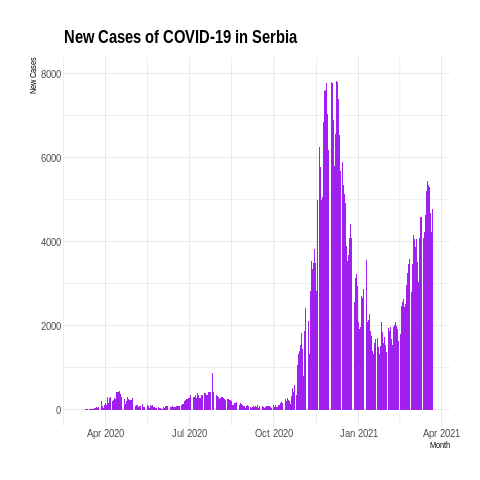 New Cases of COVID-19 in Serbia
New Cases
8000
6000
4000
2000
0
Apr 2020 Jul 2020 Oct 2020 Jan 2021 Apr 2021
Month